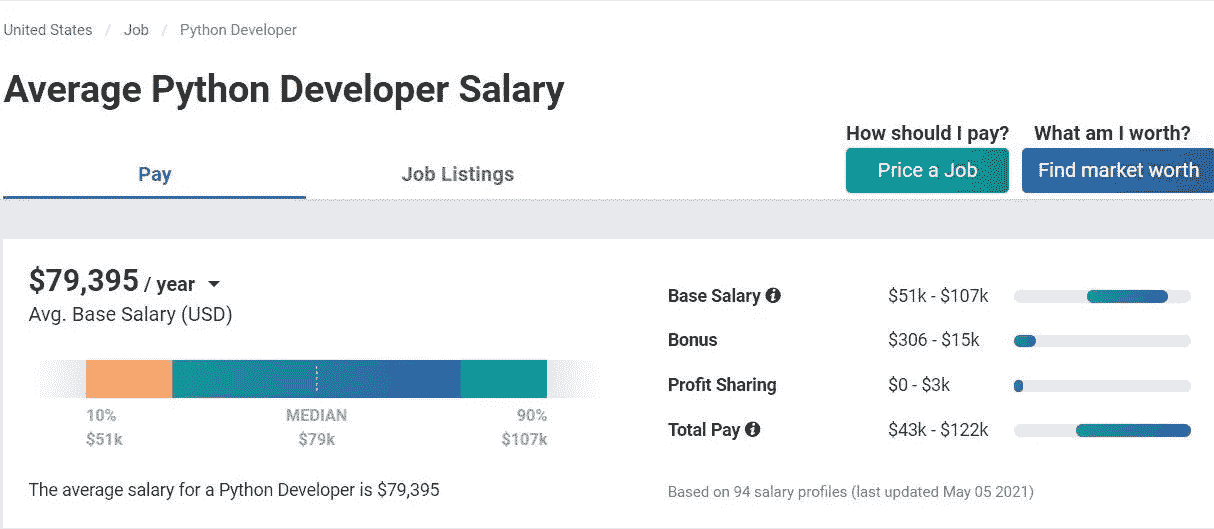 United States / Job / Python Developer
Average Python Developer Salary
How should I pay? What am I worth?
Pay Job Listings Price a Job Find market worth
$79,395 / year
Avg. Base Salary (USD)
10% MEDIAN 90%
$51k $79k $107k
The average salary for a Python Developer is $79,395
Base Salary $51k - $107k
Bonus $306 - $15k
Profit Sharing $0 - $3k
Total Pay $43k - $122k
Based on 94 salary profiles (last updated May 05 2021)